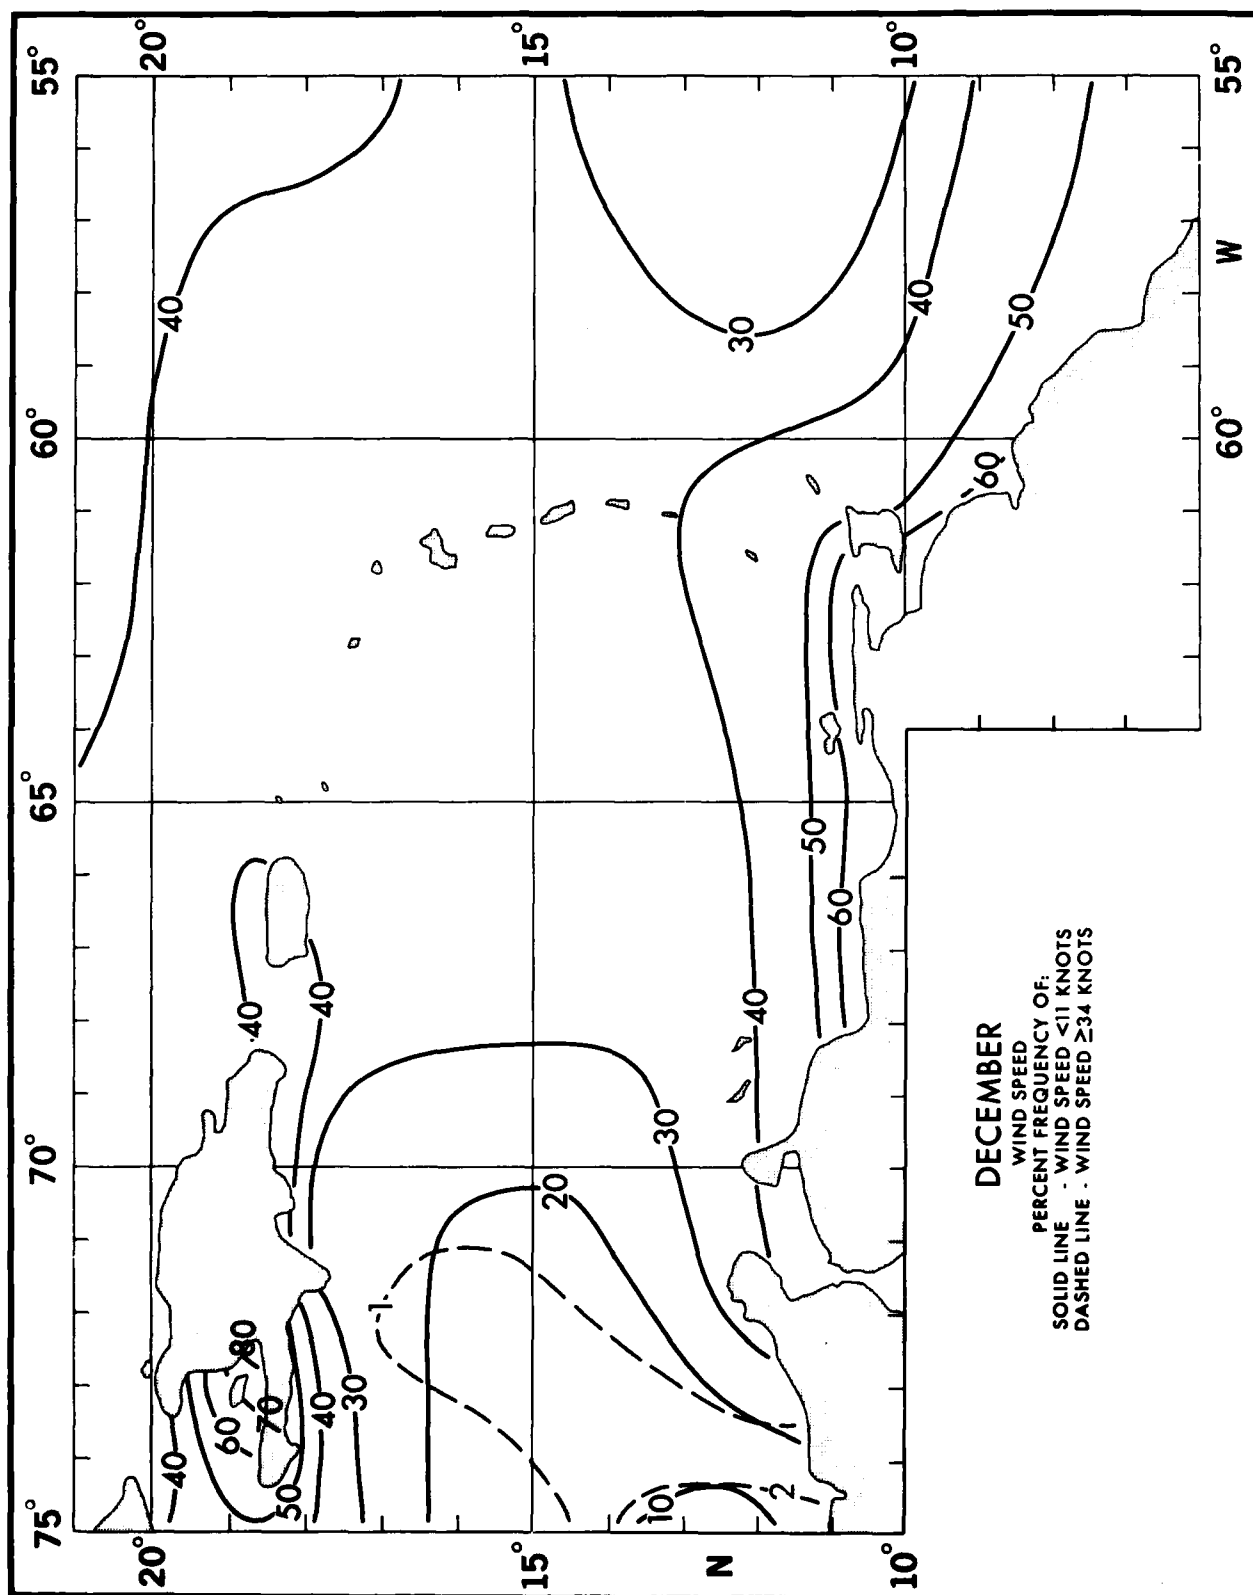 75° 70° 65° 60° 55°
20° 20°
40 40
60 80 40
70
50
40 40
30
1
15° 15°
20
10 30
N 30
40
2
50
60
10° 10°
40
60
50
DECEMBER
WIND SPEED
PERCENT FREQUENCY OF:
SOLID LINE - WIND SPEED <11 KNOTS
DASHED LINE - WIND SPEED ≥34 KNOTS
60° W 55°